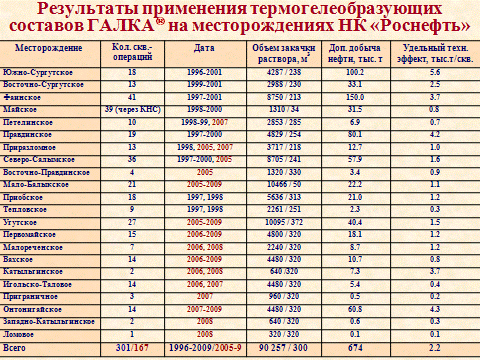 Результаты применения термогелеобразующих
составов ГАЛКА® на месторождениях НК «Роснефть»
Месторождение Кол. скв.-операций Дата Объем закачки раствора, м³ Доп. добыча нефти, тыс. т Удельный техн. эффект, тыс.т/скв.
Южно-Сургутское 18 1996-2001 4287 / 238 100.2 5.6
Восточно-Сургутское 13 1999-2001 2988 / 230 33.1 2.5
Фаинское 41 1997-2001 8750 / 213 150.0 3.7
Майское 39 (через КНС) 1998-2000 1310 / 34 31.5 0.8
Петелинское 10 1998-99, 2007 2853 / 285 6.9 0.7
Правдинское 19 1997-2000 4829 / 254 80.1 4.2
Приразломное 13 1998, 2005, 2007 3717 / 218 12.7 1.0
Северо-Салымское 36 1997-2000, 2005 8705 / 241 57.9 1.6
Восточно-Правдинское 4 2005 1320 / 330 3.4 0.9
Мало-Балыкское 21 2005-2009 10466 / 50 22.2 1.1
Приобское 18 1997, 1998 5636 / 313 21.0 1.2
Тепловское 9 1997, 1998 2261 / 251 2.3 0.3
Угутское 27 2005-2009 10095 / 372 40.4 1.5
Первомайское 15 2006-2009 4800 / 320 18.1 1.2
Малореченское 7 2006, 2008 2240 / 320 8.7 1.2
Вахское 14 2006-2009 4480 / 320 10.7 0.8
Катыльгинское 2 2006, 2008 640 /320 7.3 3.7
Игольско-Таловое 14 2006, 2007 4480 / 320 5.4 0.4
Приграничное 3 2007 960 / 320 0.5 0.2
Онтонигайское 14 2007-2009 4480 / 320 60.8 4.3
Западно-Катыльгинское 2 2008 640 / 320 0.6 0.3
Ломовое 1 2008 320 / 320 0.1 0.1
Всего 301/167 1996-2009/2005-9 90 257 / 300 674 2.2